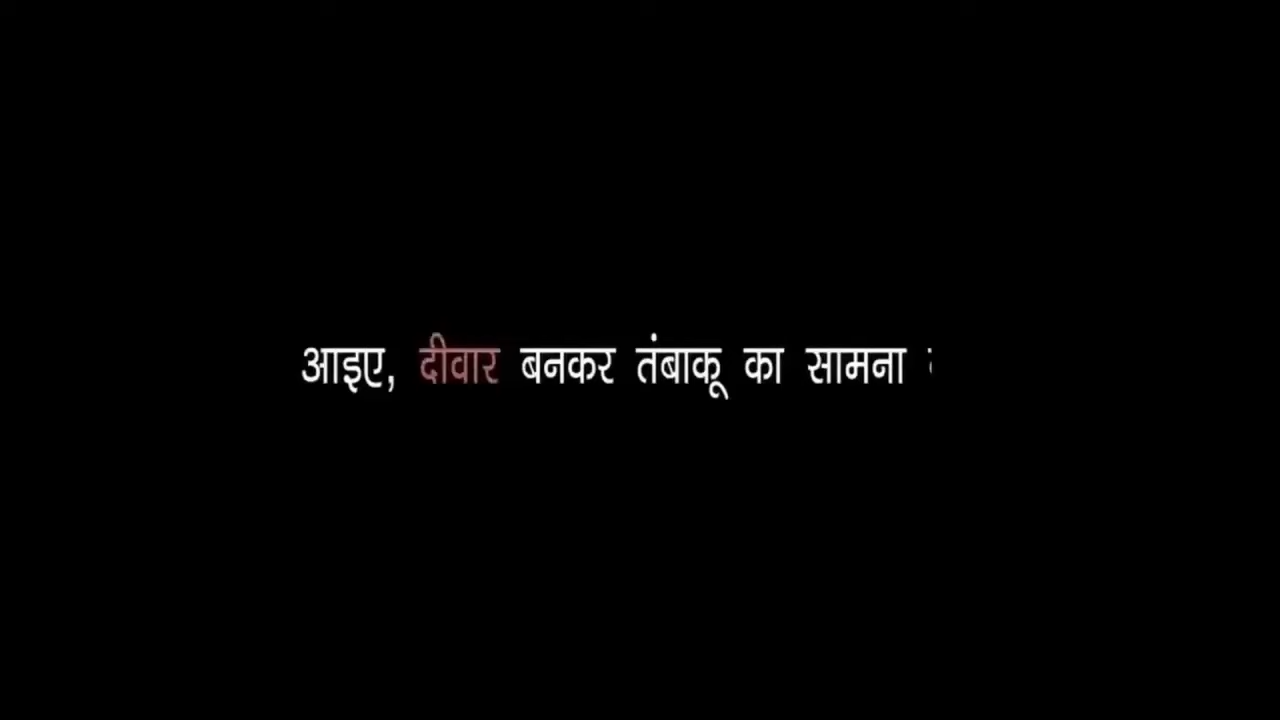 आइए, दीवार बनकर तंबाकू का सामना